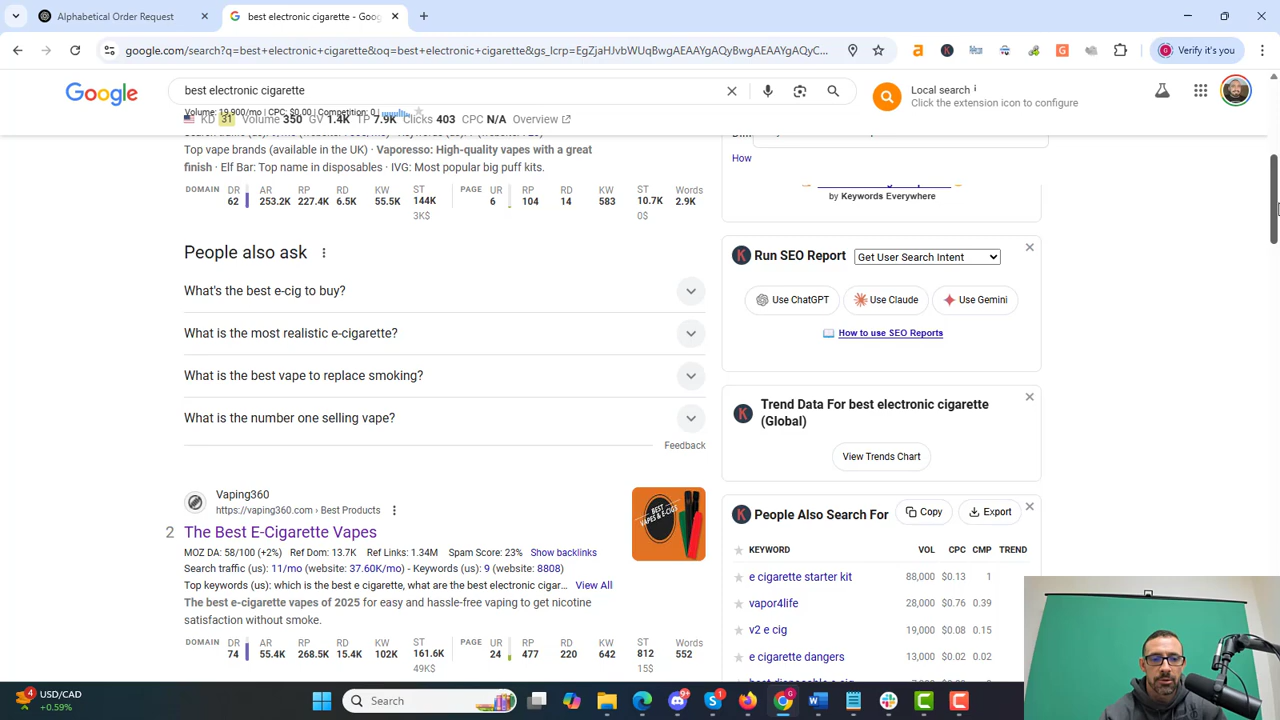 Alphabetical Order Request
best electronic cigarette - Goog
google.com/search?q=best+electronic+cigarette&oq=best+electronic+cigarette&gs_lcrp=EgZjaHJvbWUqBwgAEAAYgAQyBwgAEAAYgAQyC...
Verify it's you
Google
best electronic cigarette
Local search
Click the extension icon to configure
Volume: 19,900/mo | CPC: $0.00 | Competition: 0
KD 31 Volume 350 GV 1.4K TP 7.9K Clicks 403 CPC N/A Overview
Top vape brands (available in the UK) · Vaporesso: High-quality vapes with a great
finish · Elf Bar: Top name in disposables · IVG: Most popular big puff kits.
DOMAIN DR AR RP RD KW ST PAGE UR RP RD KW ST Words
62 253.2K 227.4K 6.5K 55.5K 144K 6 104 14 583 10.7K 2.9K
3K$ 0$
How
by Keywords Everywhere
People also ask
What's the best e-cig to buy?
What is the most realistic e-cigarette?
What is the best vape to replace smoking?
What is the number one selling vape?
Feedback
K Run SEO Report Get User Search Intent
Use ChatGPT Use Claude Use Gemini
How to use SEO Reports
K Trend Data For best electronic cigarette
(Global)
View Trends Chart
Vaping360
https://vaping360.com › Best Products
2 The Best E-Cigarette Vapes
MOZ DA: 58/100 (+2%) Ref Dom: 13.7K Ref Links: 1.34M Spam Score: 23% Show backlinks
Search traffic (us): 11/mo (website: 37.60K/mo) - Keywords (us): 9 (website: 8808)
Top keywords (us): which is the best e cigarette, what are the best electronic cigar... View All
The best e-cigarette vapes of 2025 for easy and hassle-free vaping to get nicotine
satisfaction without smoke.
DOMAIN DR AR RP RD KW ST PAGE UR RP RD KW ST Words
74 55.4K 268.5K 15.4K 102K 161.6K 24 477 220 642 812 552
49K$ 15$
BEST
VAPES E-CIGS
K People Also Search For Copy Export
KEYWORD VOL CPC CMP TREND
e cigarette starter kit 88,000 $0.13 1
vapor4life 28,000 $0.76 0.39
v2 e cig 19,000 $0.08 0.15
e cigarette dangers 13,000 $0.02 0.02
4
USD/CAD
+0.59%
Search